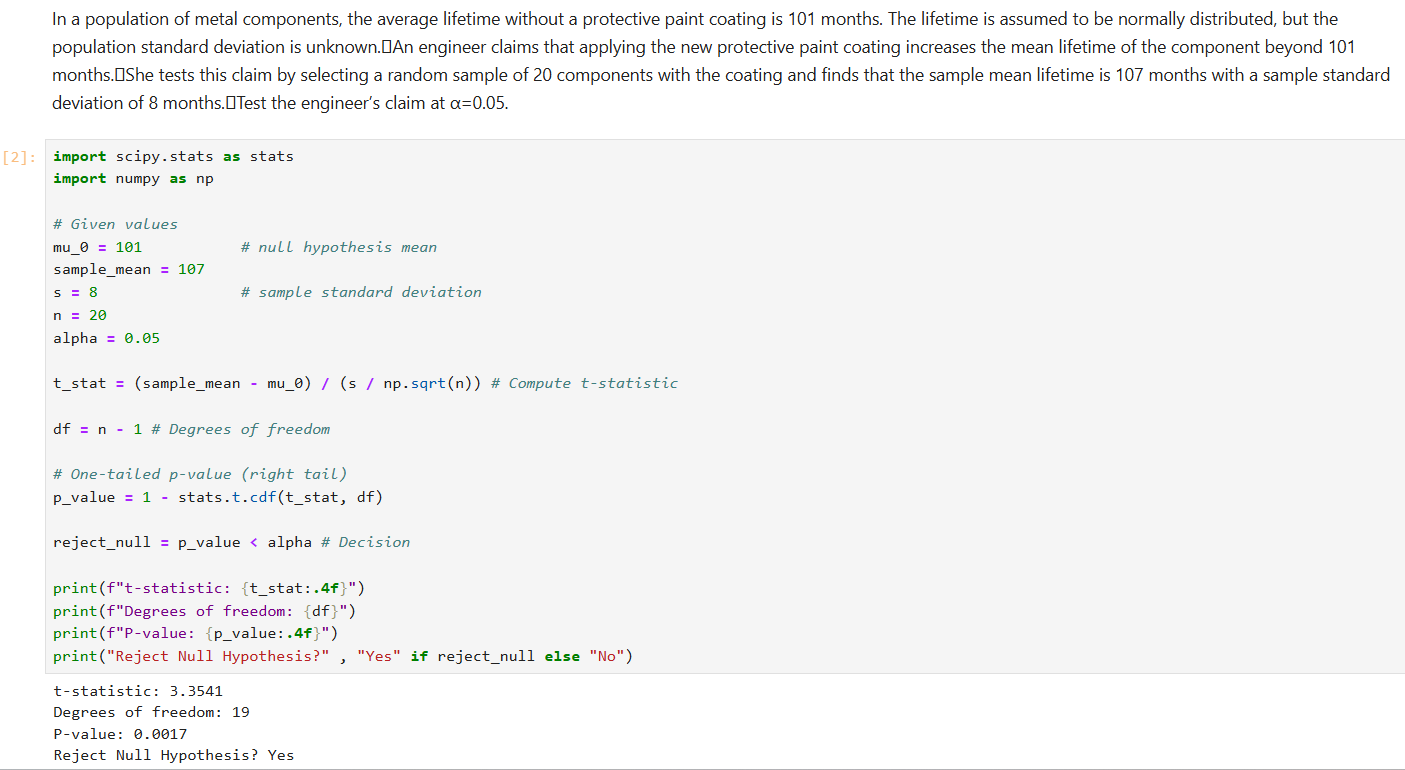 In a population of metal components, the average lifetime without a protective paint coating is 101 months. The lifetime is assumed to be normally distributed, but the
population standard deviation is unknown.▯An engineer claims that applying the new protective paint coating increases the mean lifetime of the component beyond 101
months.▯She tests this claim by selecting a random sample of 20 components with the coating and finds that the sample mean lifetime is 107 months with a sample standard
deviation of 8 months.▯Test the engineer’s claim at α=0.05.
[2]: import scipy.stats as stats
import numpy as np
# Given values
mu_0 = 101 # null hypothesis mean
sample_mean = 107
s = 8 # sample standard deviation
n = 20
alpha = 0.05
t_stat = (sample_mean - mu_0) / (s / np.sqrt(n)) # Compute t-statistic
df = n - 1 # Degrees of freedom
# One-tailed p-value (right tail)
p_value = 1 - stats.t.cdf(t_stat, df)
reject_null = p_value < alpha # Decision
print(f"t-statistic: {t_stat:.4f}")
print(f"Degrees of freedom: {df}")
print(f"P-value: {p_value:.4f}")
print("Reject Null Hypothesis?" , "Yes" if reject_null else "No")
t-statistic: 3.3541
Degrees of freedom: 19
P-value: 0.0017
Reject Null Hypothesis? Yes